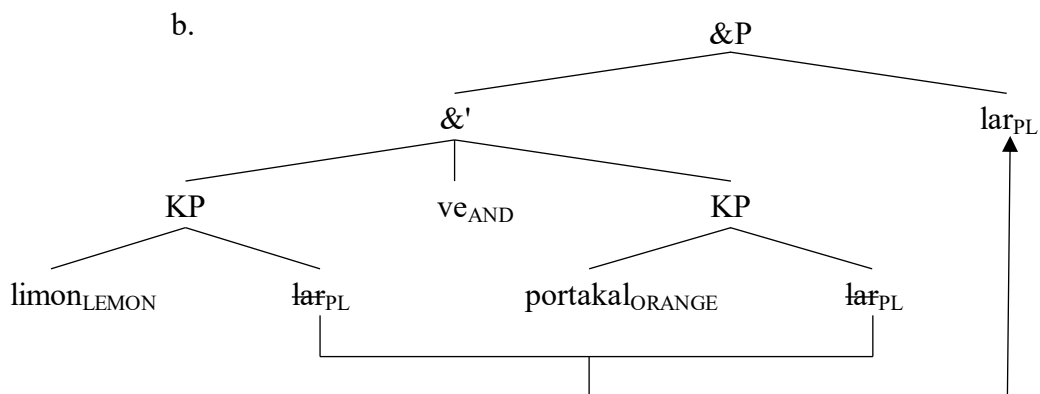 b.
&P
&' larPL
KP veAND KP
limonLEMON larPL portakalORANGE larPL